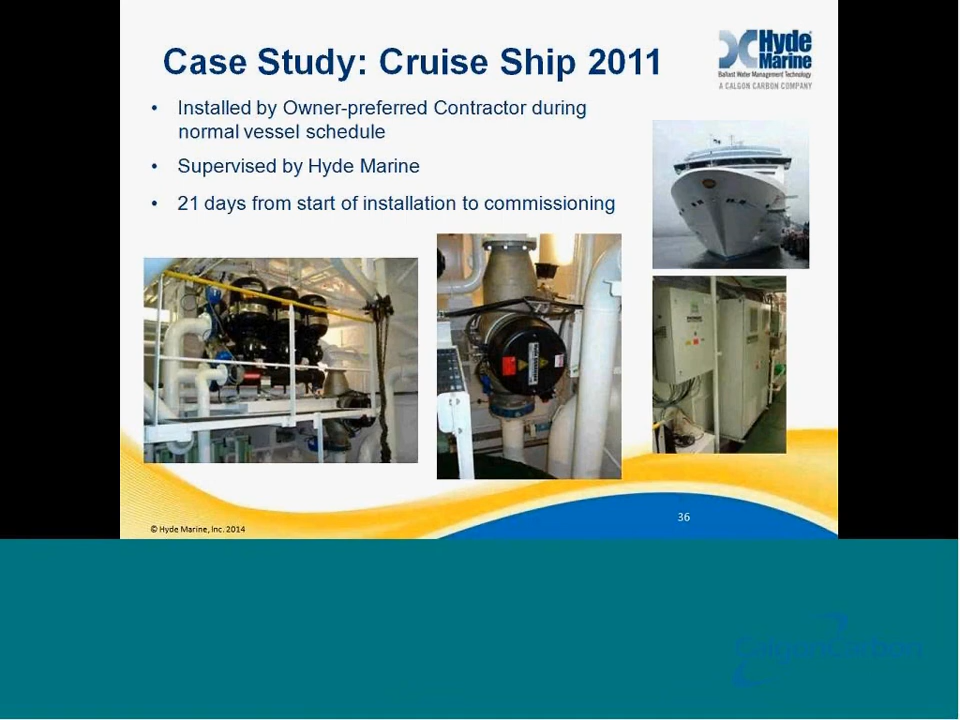 Case Study: Cruise Ship 2011
Hyde
Marine
Ballast Water Management Technology
A CALGON CARBON COMPANY
• Installed by Owner-preferred Contractor during
normal vessel schedule
• Supervised by Hyde Marine
• 21 days from start of installation to commissioning
36
© Hyde Marine, Inc. 2014
CalgonCarbon